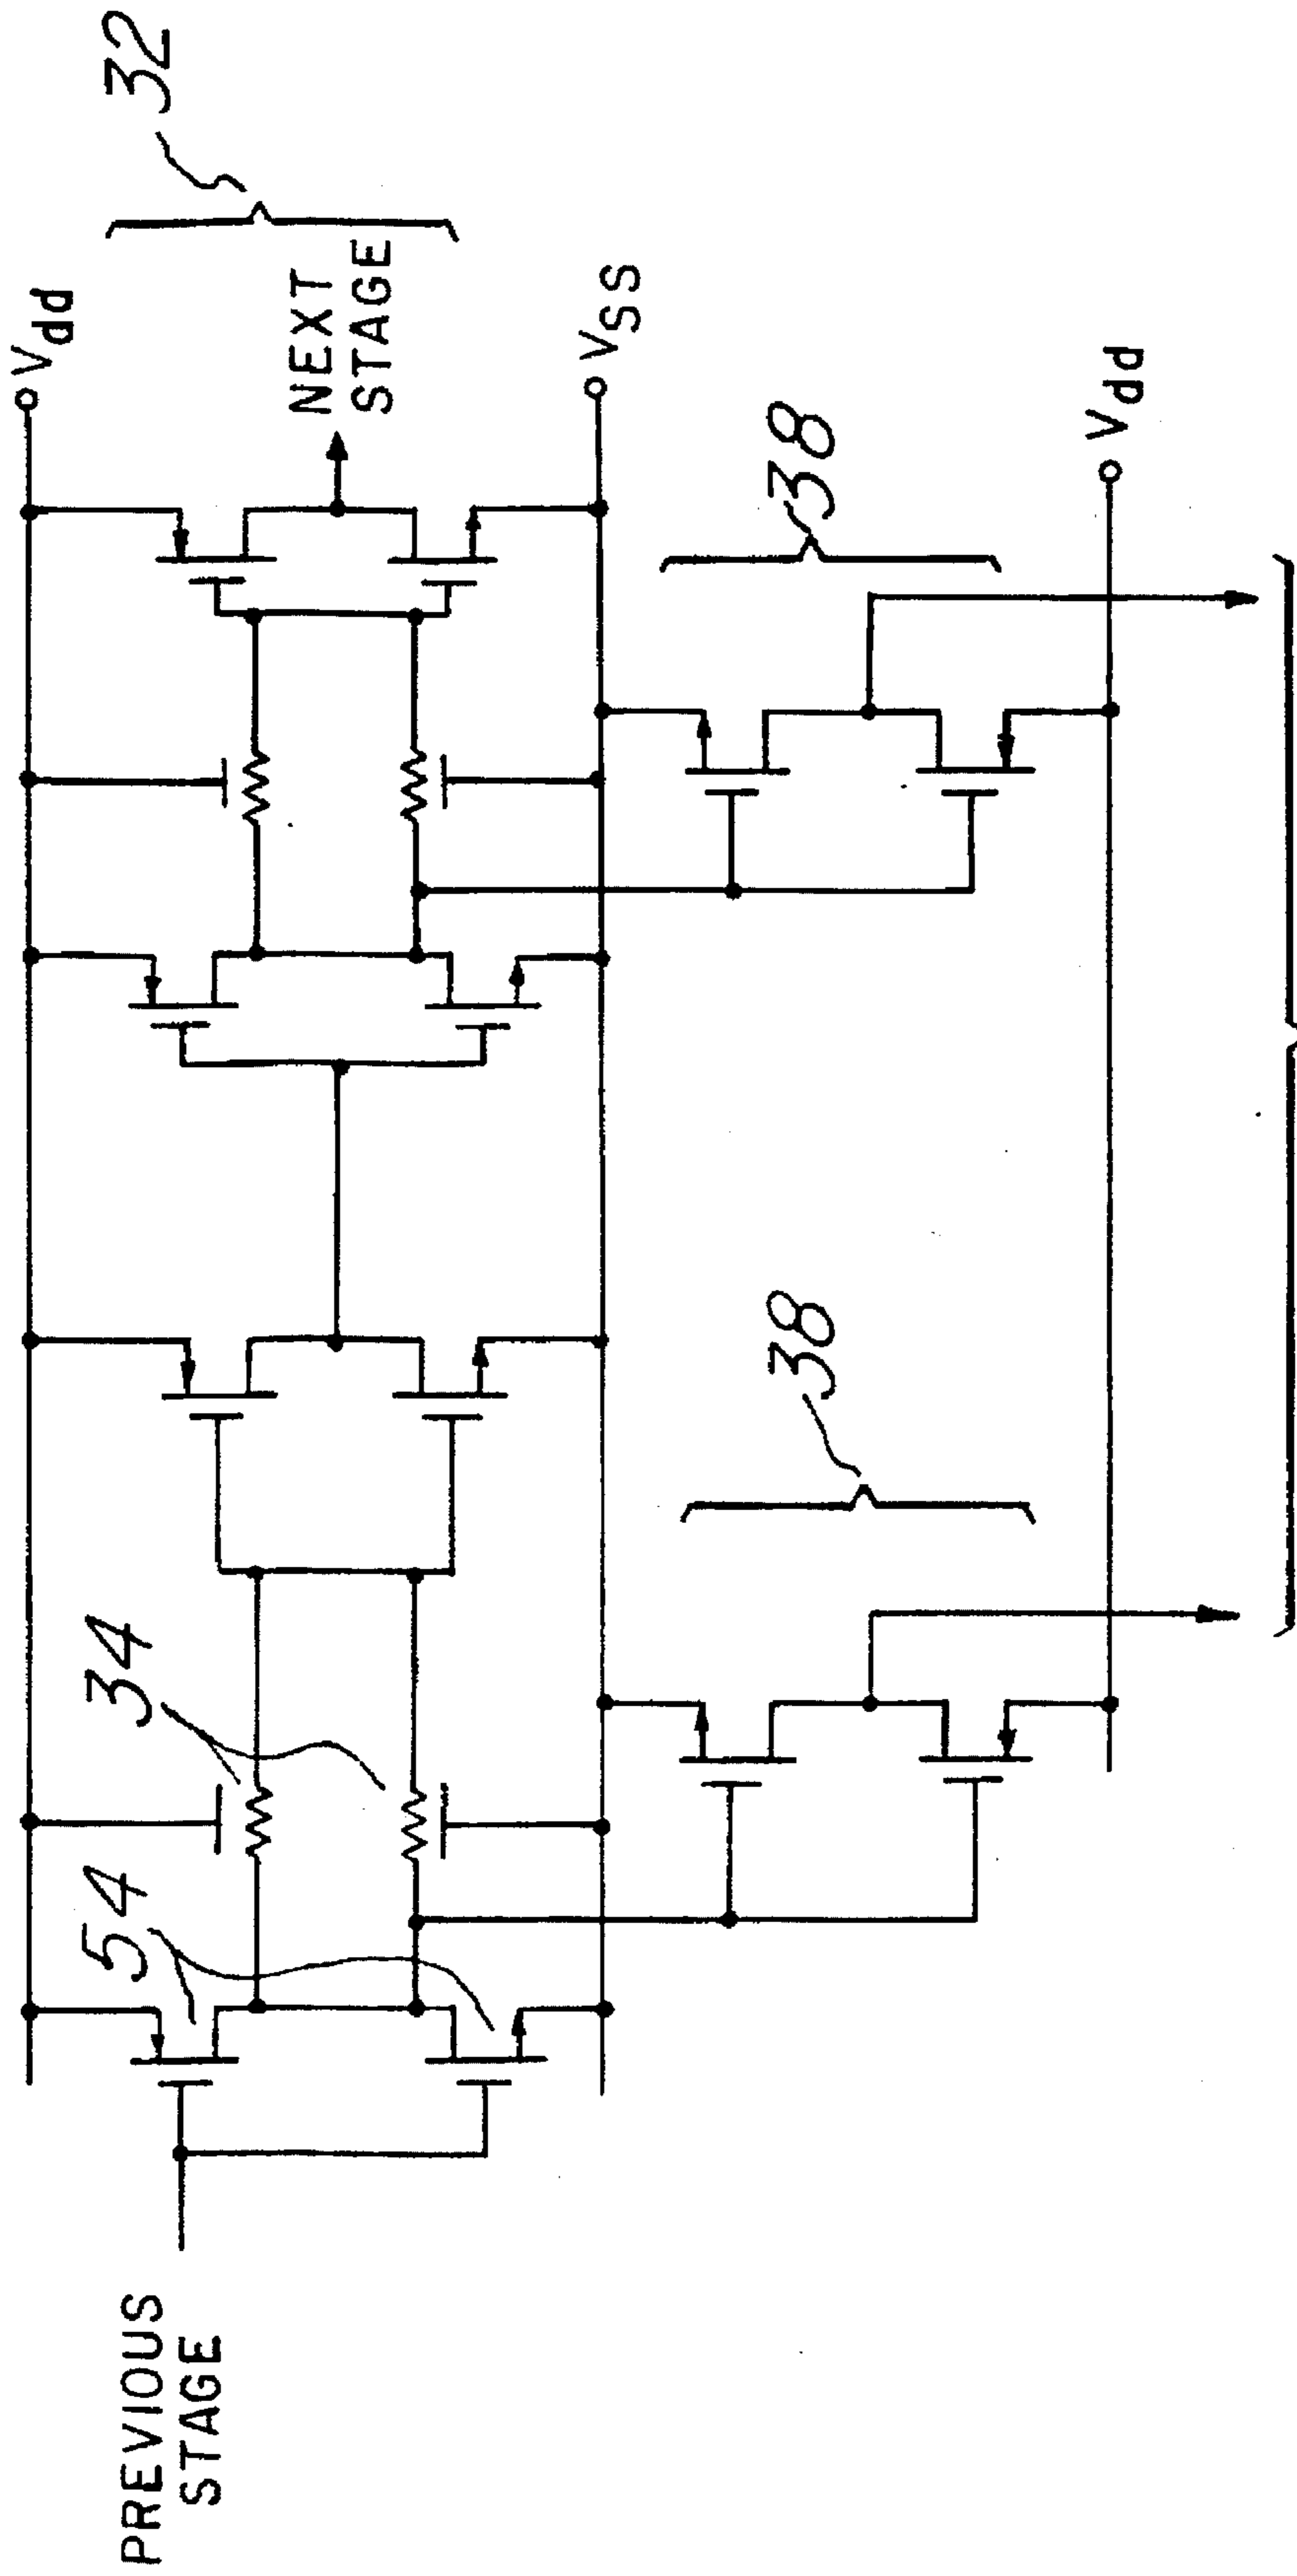 32
Vdd
NEXT
STAGE
VSS
38
Vdd
38
34
54
PREVIOUS
STAGE